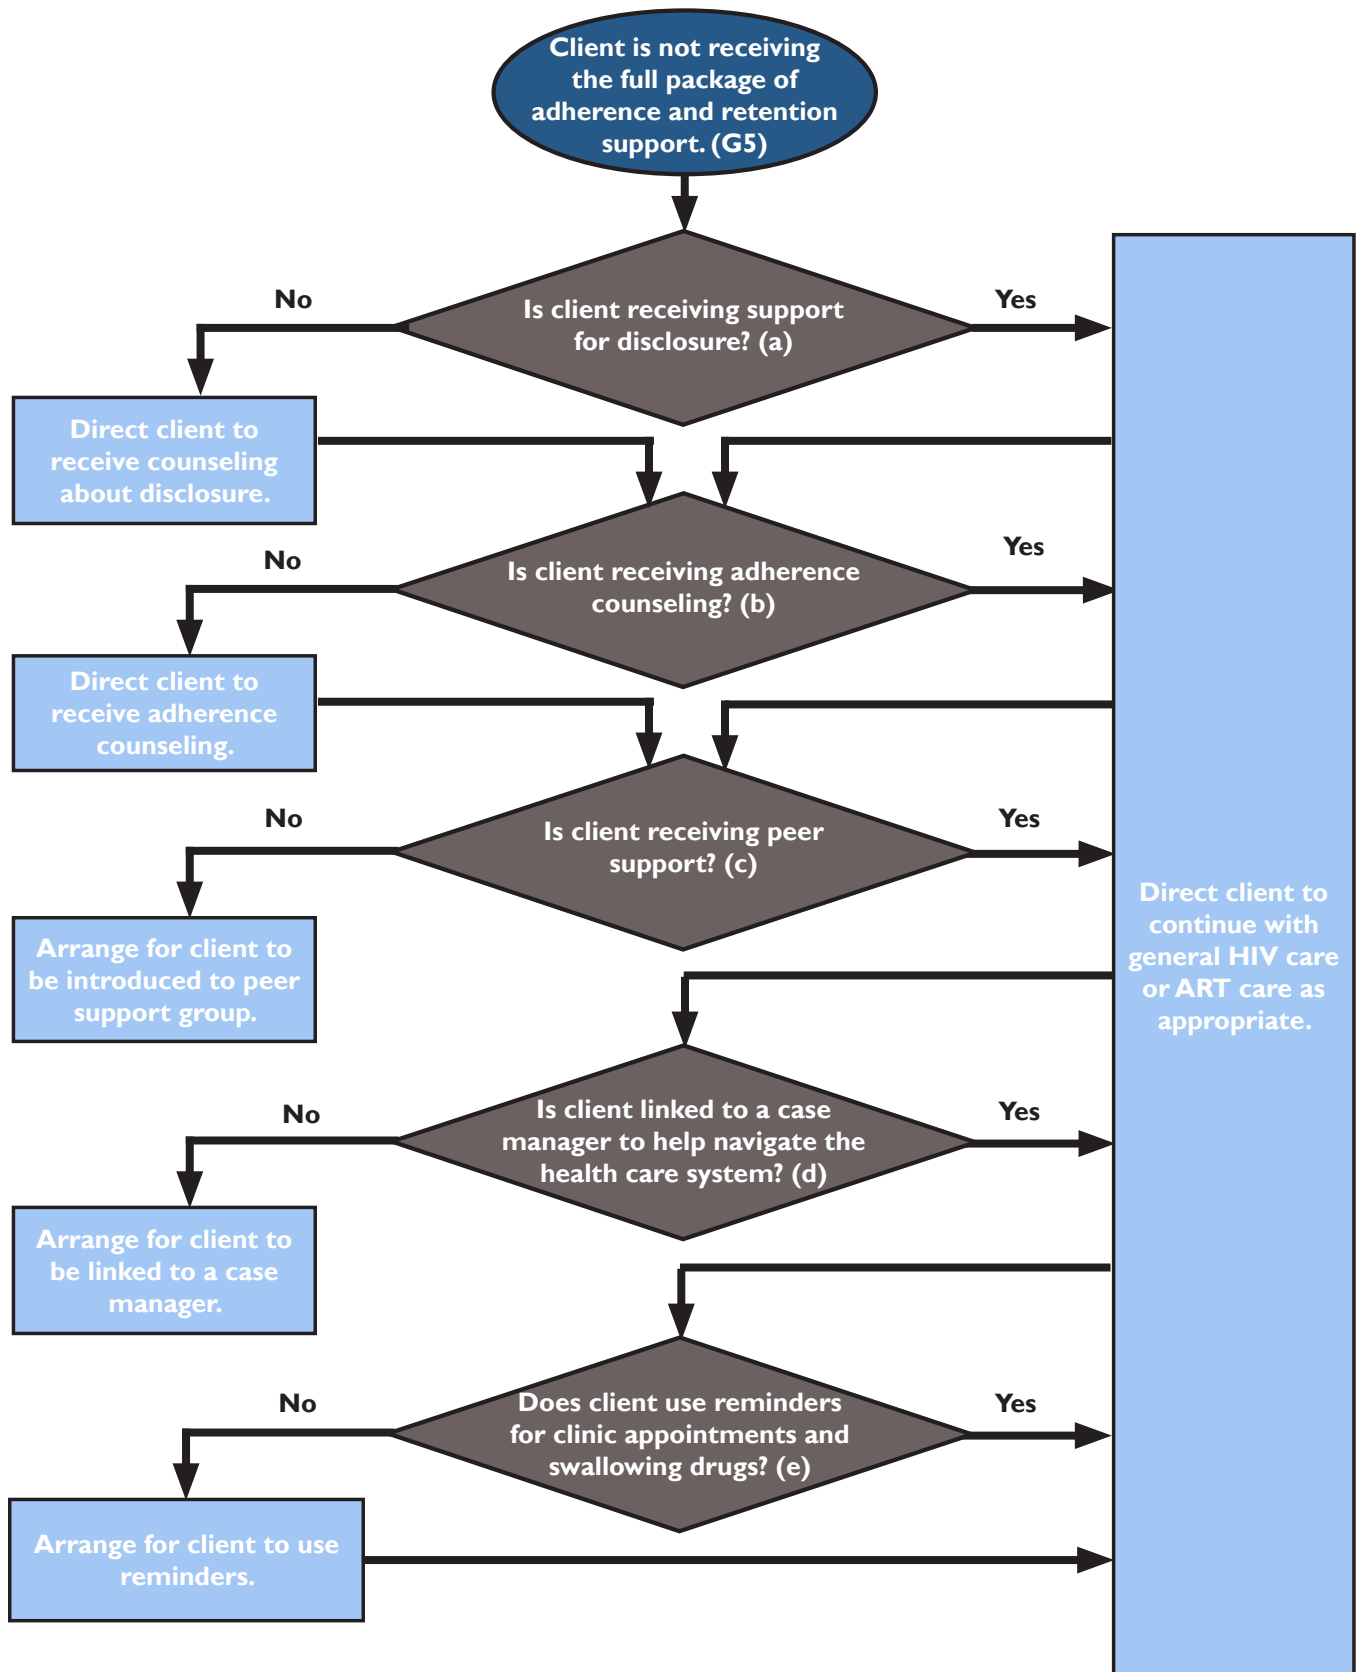 Client is not receiving
the full package of
adherence and retention
support. (G5)
Is client receiving support
for disclosure? (a)
No
Yes
Direct client to
receive counseling
about disclosure.
Is client receiving adherence
counseling? (b)
No
Yes
Direct client to
receive adherence
counseling.
Is client receiving peer
support? (c)
No
Yes
Arrange for client to
be introduced to peer
support group.
Direct client to
continue with
general HIV care
or ART care as
appropriate.
Is client linked to a case
manager to help navigate the
health care system? (d)
No
Yes
Arrange for client to
be linked to a case
manager.
Does client use reminders
for clinic appointments and
swallowing drugs? (e)
No
Yes
Arrange for client to use
reminders.